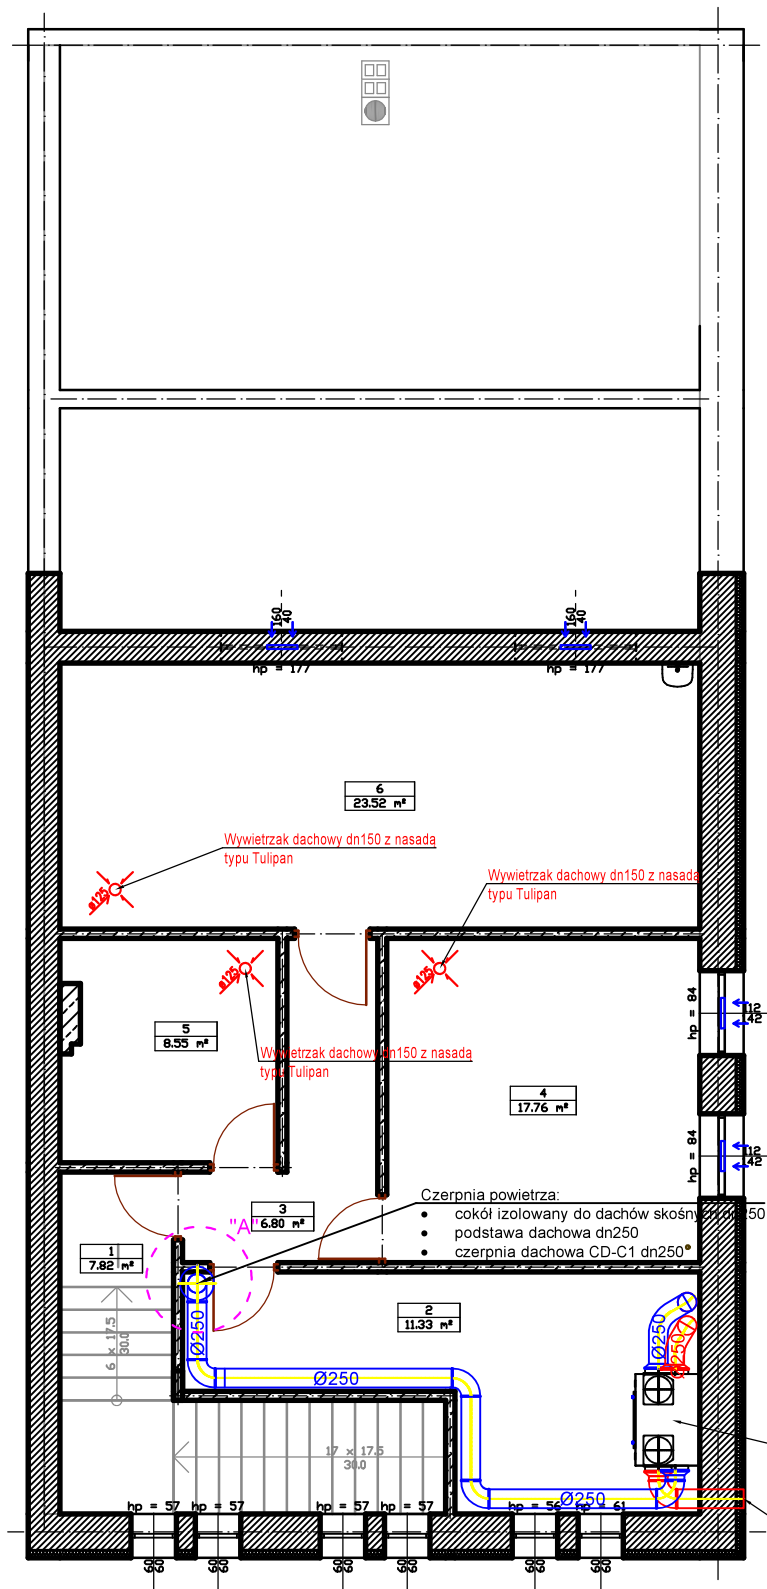 160
40
160
40
hp = 177
hp = 177
6
23.52 m²
Wywietrzak dachowy dn150 z nasadą
typu Tulipan
Wywietrzak dachowy dn150 z nasadą
typu Tulipan
ø125
ø125
ø125
hp = 84
112
142
5
8.55 m²
Wywietrzak dachowy dn150 z nasadą
typu Tulipan
4
17.76 m²
hp = 84
112
142
Czerpnia powietrza:
• cokół izolowany do dachów skośnych dn250
• podstawa dachowa dn250
• czerpnia dachowa CD-C1 dn250
3
6.80 m²
"A"
1
7.82 m²
2
11.33 m²
6 x 17.5
30.0
Ø250
Ø250
Ø250
Ø250
17 x 17.5
30.0
Ø250
hp = 57
hp = 57
hp = 57
hp = 57
hp = 56
hp = 61
60
60
60
60
60
60
60
60
60
60
60
60